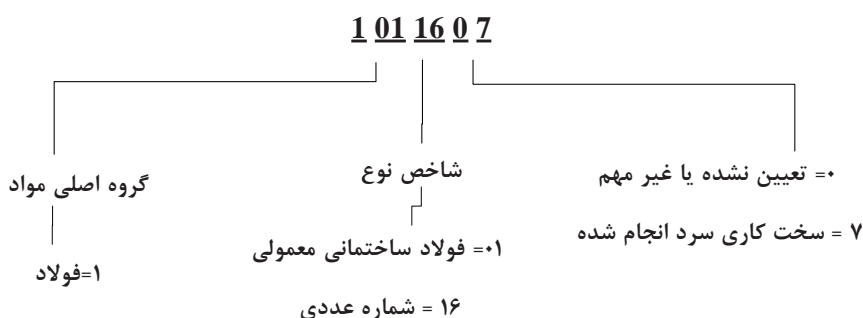 1 01 16 0 7
گروه اصلی مواد
۱=فولاد
شاخص نوع
۰۱= فولاد ساختمانی معمولی
۱۶ = شماره عددی
۰= تعیین نشده یا غیر مهم
۷ = سخت کاری سرد انجام شده